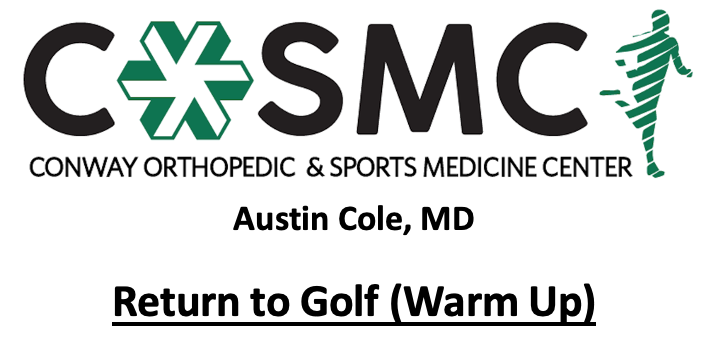 COSMC
CONWAY ORTHOPEDIC & SPORTS MEDICINE CENTER
Austin Cole, MD
Return to Golf (Warm Up)